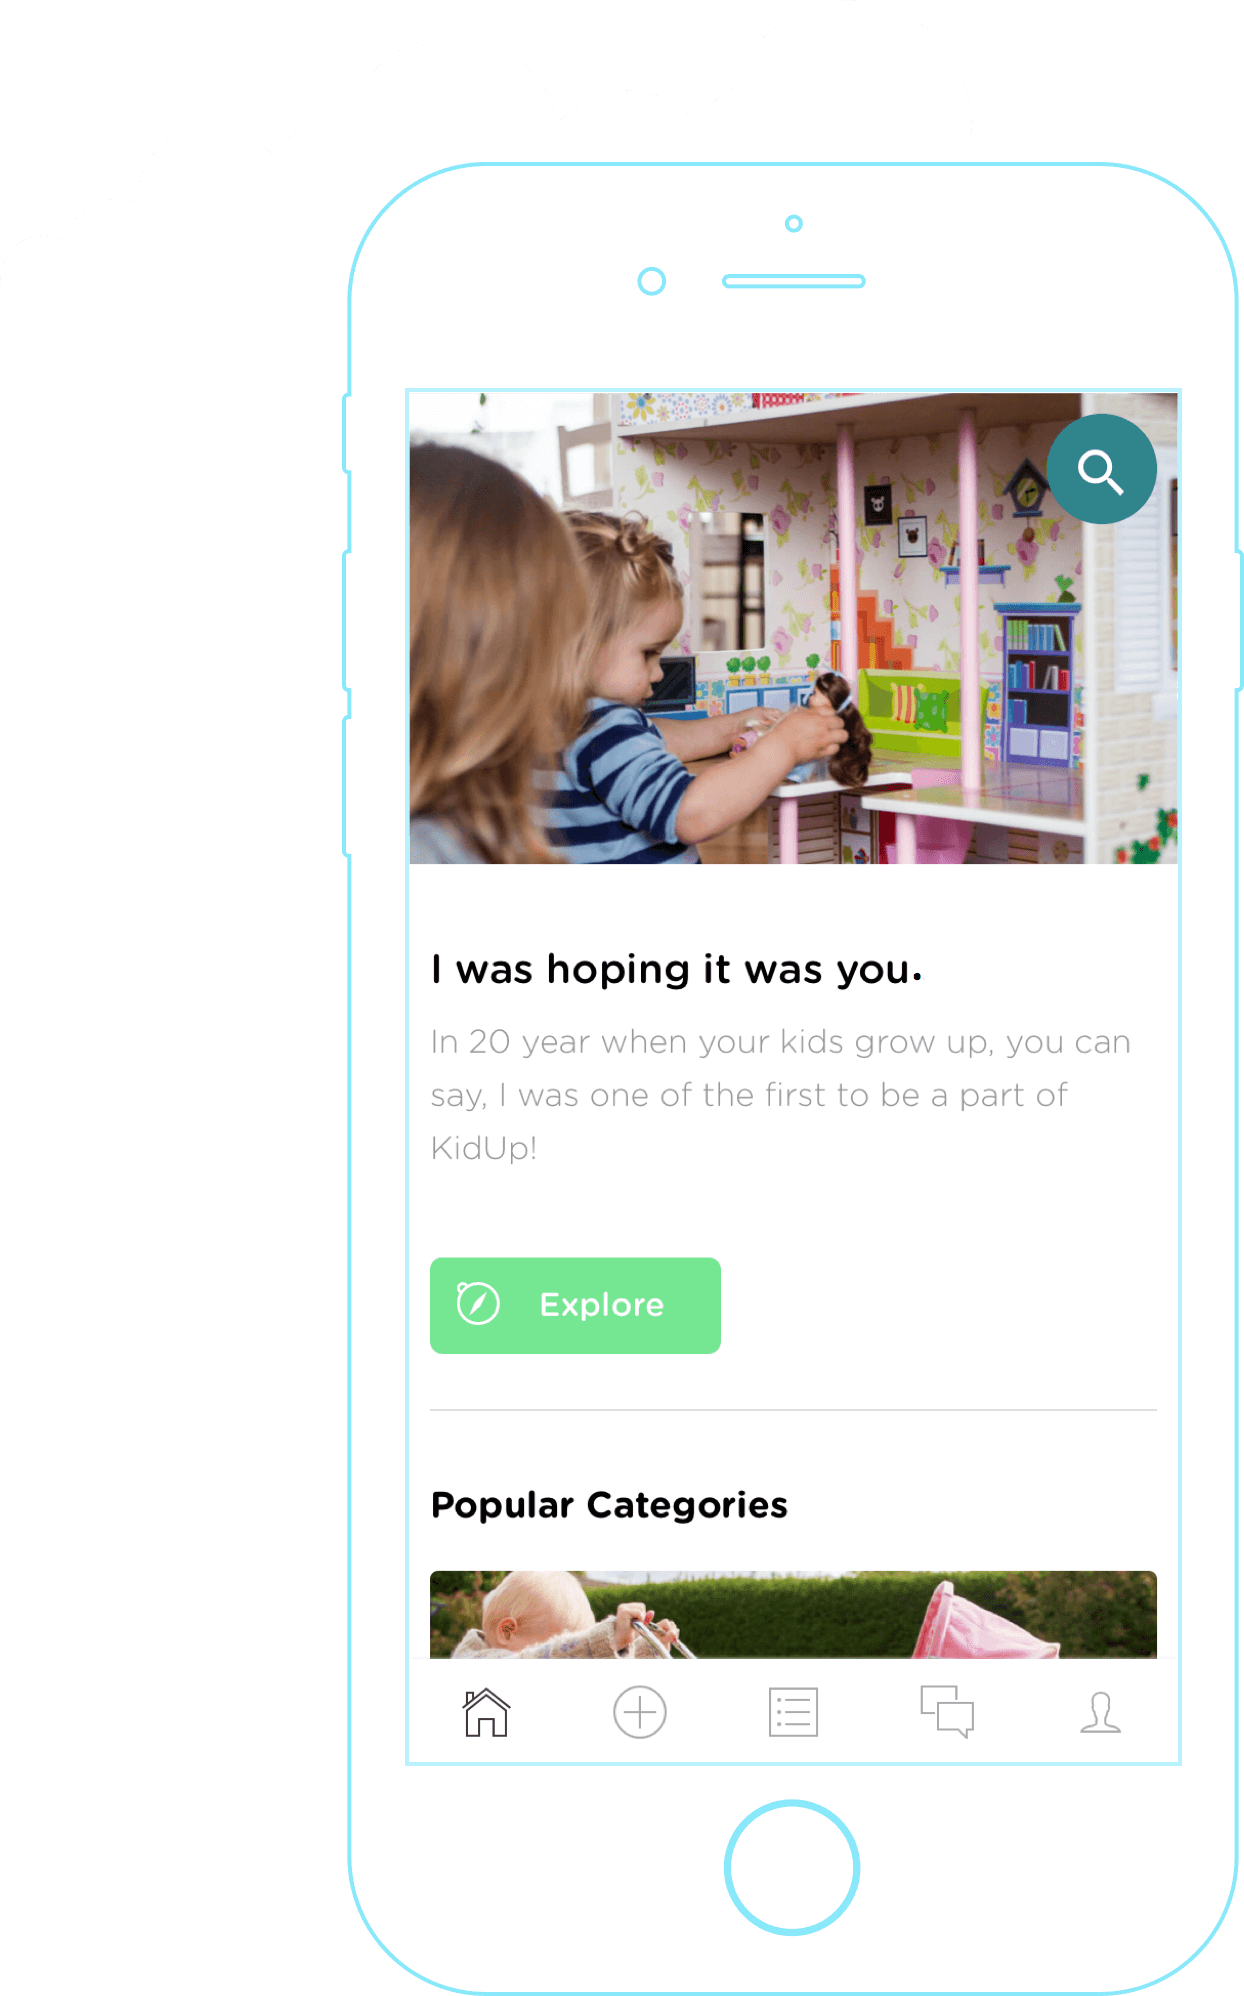 I was hoping it was you.
In 20 year when your kids grow up, you can
say, I was one of the first to be a part of
KidUp!
Explore
Popular Categories